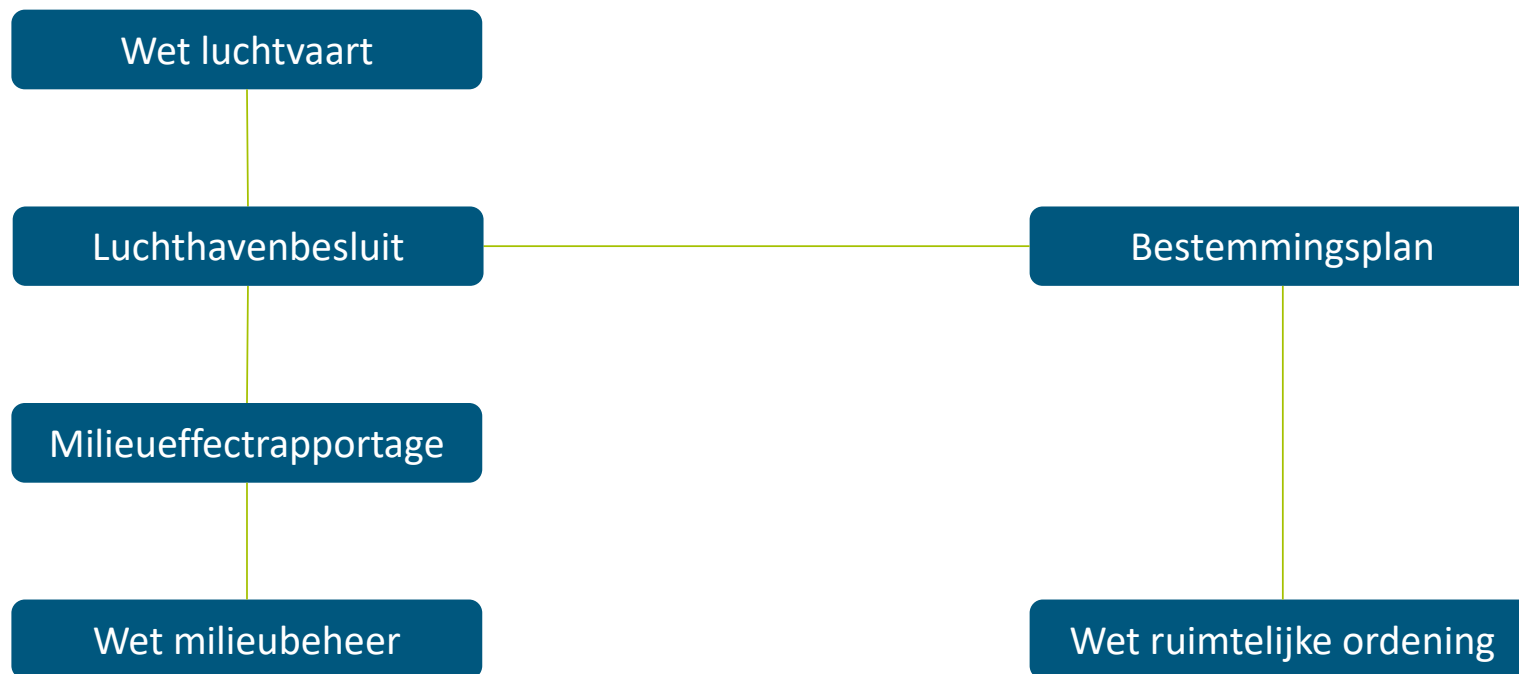 Wet luchtvaart
Luchthavenbesluit
Bestemmingsplan
Milieueffectrapportage
Wet milieubeheer
Wet ruimtelijke ordening